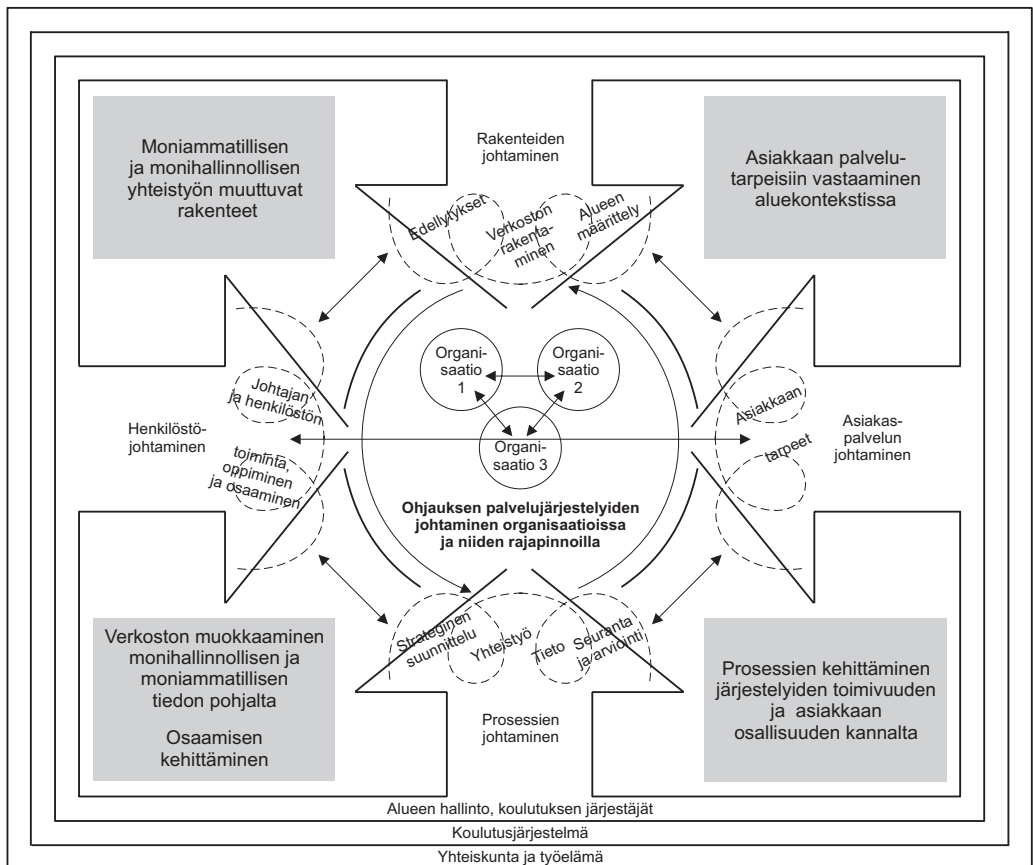 Moniammatillisen
ja monihallinnollisen
yhteistyön muuttuvat
rakenteet
Rakenteiden
johtaminen
Asiakkaan palvelu-
tarpeisiin vastaaminen
aluekontekstissa
Edellytykset
Verkoston
rakenta-
minen
Alueen
määrittely
Organi-
saatio
1
Organi-
saatio
2
Organi-
saatio 3
Henkilöstö-
johtaminen
Johtajan
ja henkilöstön
toiminta,
oppiminen
ja osaaminen
Asiakkaan
tarpeet
Asiakas-
palvelun
johtaminen
Ohjauksen palvelujärjestelyiden
johtaminen organisaatioissa
ja niiden rajapinnoilla
Strateginen
suunnittelu
Yhteistyö
Tieto
Seuranta
ja arviointi
Verkoston muokkaaminen
monihallinnollisen ja
moniammatillisen
tiedon pohjalta
Osaamisen
kehittäminen
Prosessien
johtaminen
Prosessien kehittäminen
järjestelyiden toimivuuden
ja asiakkaan
osallisuuden kannalta
Alueen hallinto, koulutuksen järjestäjät
Koulutusjärjestelmä
Yhteiskunta ja työelämä